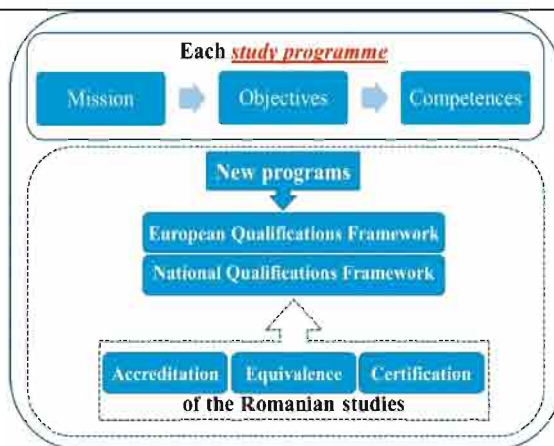 Each study programme
Mission Objectives Competences
New programs
European Qualifications Framework
National Qualifications Framework
Accreditation Equivalence Certification
of the Romanian studies